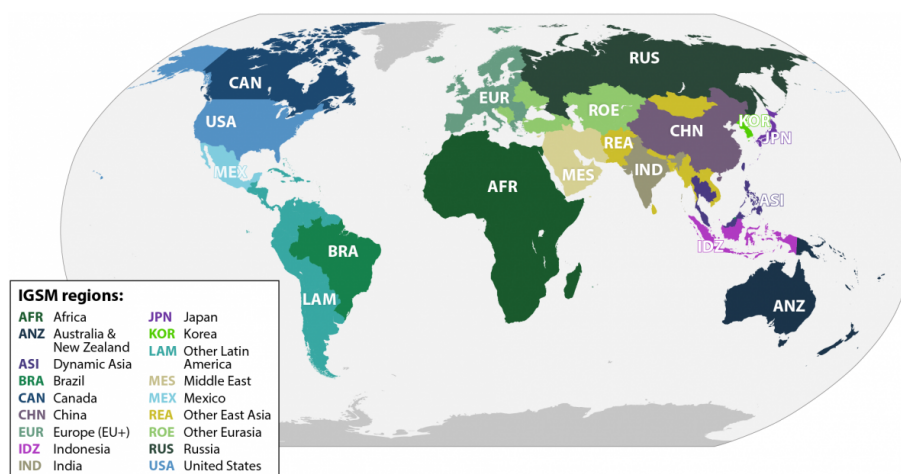 CAN
RUS
EUR
ROE
USA
KOR
CHN
JPN
REA
MEX
IND
MES
AFR
ASI
IDZ
BRA
LAM
ANZ
IGSM regions:
AFR Africa
ANZ Australia &
New Zealand
ASI Dynamic Asia
BRA Brazil
CAN Canada
CHN China
EUR Europe (EU+)
IDZ Indonesia
IND India
JPN Japan
KOR Korea
LAM Other Latin
America
MES Middle East
MEX Mexico
REA Other East Asia
ROE Other Eurasia
RUS Russia
USA United States